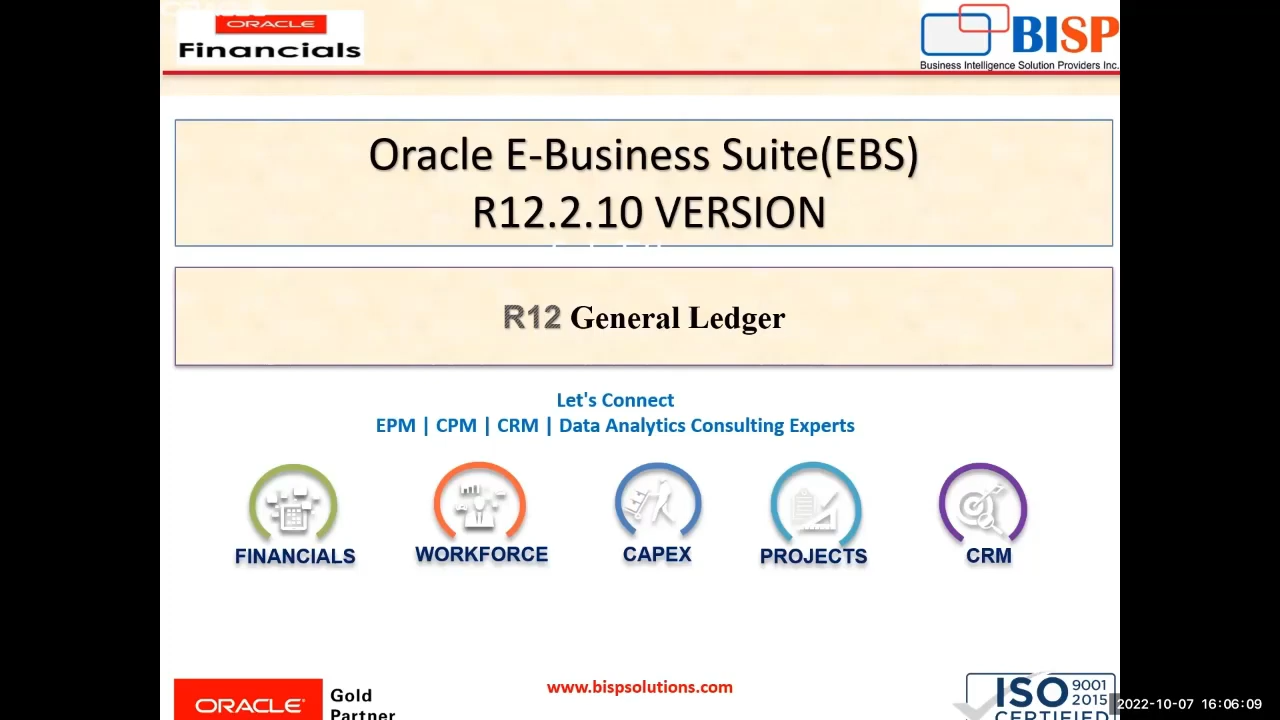 ORACLE
Financials
BISP
Business Intelligence Solution Providers Inc.
Oracle E-Business Suite(EBS)
R12.2.10 VERSION
R12 General Ledger
Let's Connect
EPM | CPM | CRM | Data Analytics Consulting Experts
FINANCIALS
WORKFORCE
CAPEX
PROJECTS
CRM
ORACLE
Gold
Partner
www.bispsolutions.com
ISO 9001
2015
CERTIFIED
2022-10-07 16:06:09